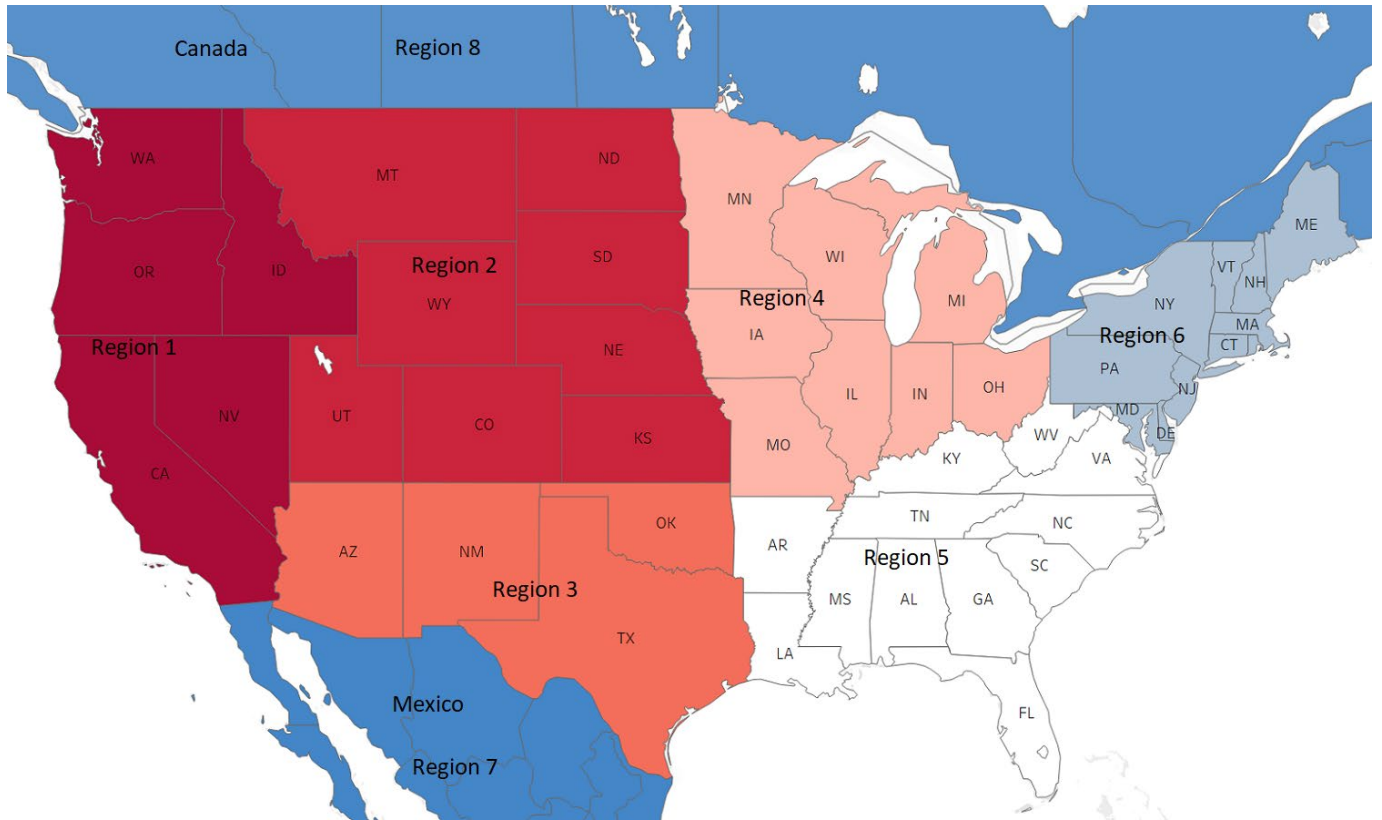 Canada
Region 8
WA
MT
ND
MN
ME
OR
ID
Region 2
WY
SD
WI
Region 4
MI
VT
NH
NY
MA
Region 6
CT
Region 1
NE
IA
PA
NJ
NV
UT
CO
KS
MO
IL
IN
OH
MD
DE
CA
KY
WV
VA
AZ
NM
OK
AR
TN
NC
Region 5
SC
Region 3
MS
AL
GA
TX
LA
FL
Mexico
Region 7